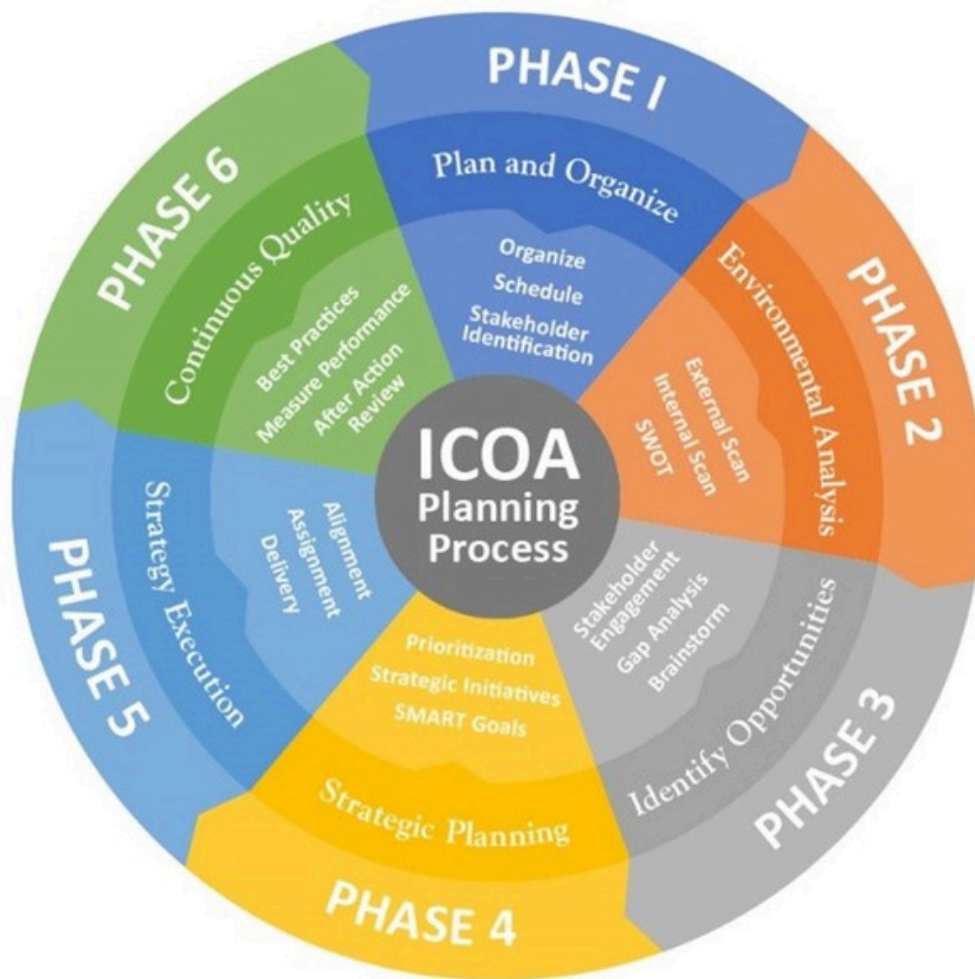 ICOA
Planning
Process
PHASE I
Plan and Organize
Organize
Schedule
Stakeholder
Identification
PHASE 2
Environmental Analysis
External Scan
Internal Scan
SWOT
PHASE 3
Identify Opportunities
Stakeholder
Engagement
Gap Analysis
Brainstorm
PHASE 4
Strategic Planning
Prioritization
Strategic Initiatives
SMART Goals
PHASE 5
Strategy Execution
Alignment
Assignment
Delivery
PHASE 6
Continuous Quality
Best Practices
Measure Performance
After Action
Review